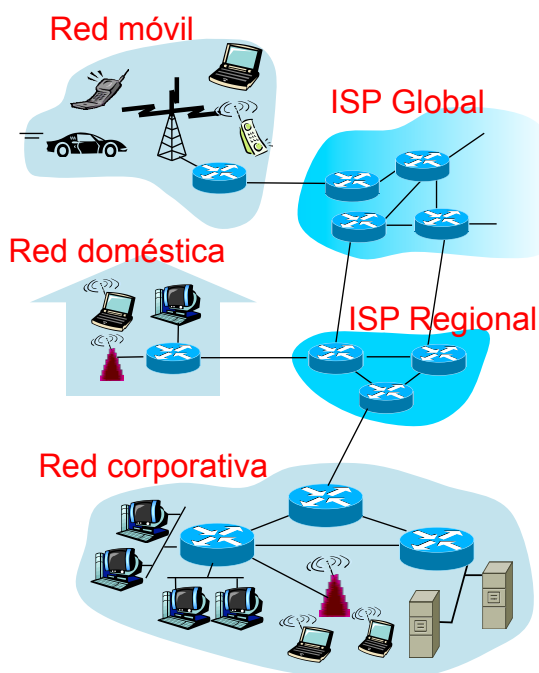 Red móvil
ISP Global
Red doméstica
ISP Regional
Red corporativa